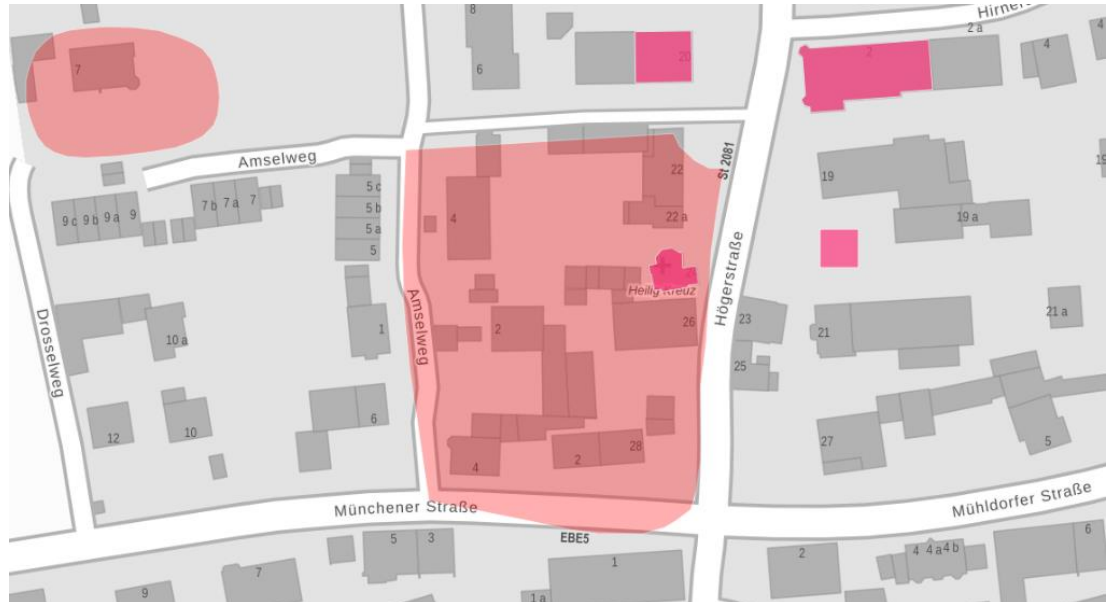 Hirner
8
2 a
4
4
7
6
20
2
Amselweg
St 2081
22
19
9 c
9 b
9 a
9
7 b
7 a
7
5 c
5 b
5 a
5
4
22 a
19 a
Heilig Kreuz
Högerstraße
Drosselweg
Amselweg
10 a
1
2
26
23
21
21 a
25
12
10
6
4
2
28
27
5
Münchener Straße
Mühldorfer Straße
EBE5
5
3
1
2
4
4 a
4 b
6
7
9
1 a